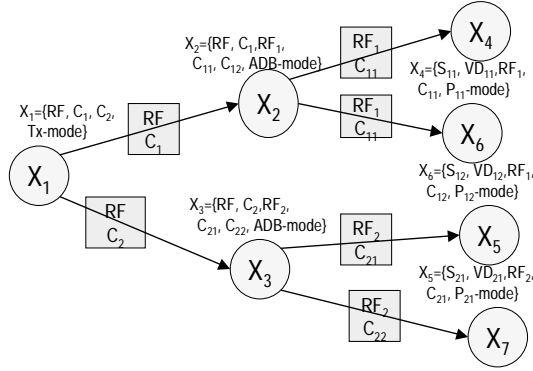 X₄
RF₁
C₁₁
X₂={RF, C₁,RF₁,
C₁₁, C₁₂, ADB-mode}
X₄={S₁₁, VD₁₁,RF₁,
C₁₁, P₁₁-mode}
X₂
RF₁
C₁₁
X₁={RF, C₁, C₂,
Tx-mode}
RF
C₁
X₆
X₁
X₆={S₁₂, VD₁₂,RF₁,
C₁₂, P₁₂-mode}
RF
C₂
X₃={RF, C₂,RF₂,
C₂₁, C₂₂, ADB-mode}
RF₂
C₂₁
X₅
X₃
X₅={S₂₁, VD₂₁,RF₂,
C₂₁, P₂₁-mode}
RF₂
C₂₂
X₇